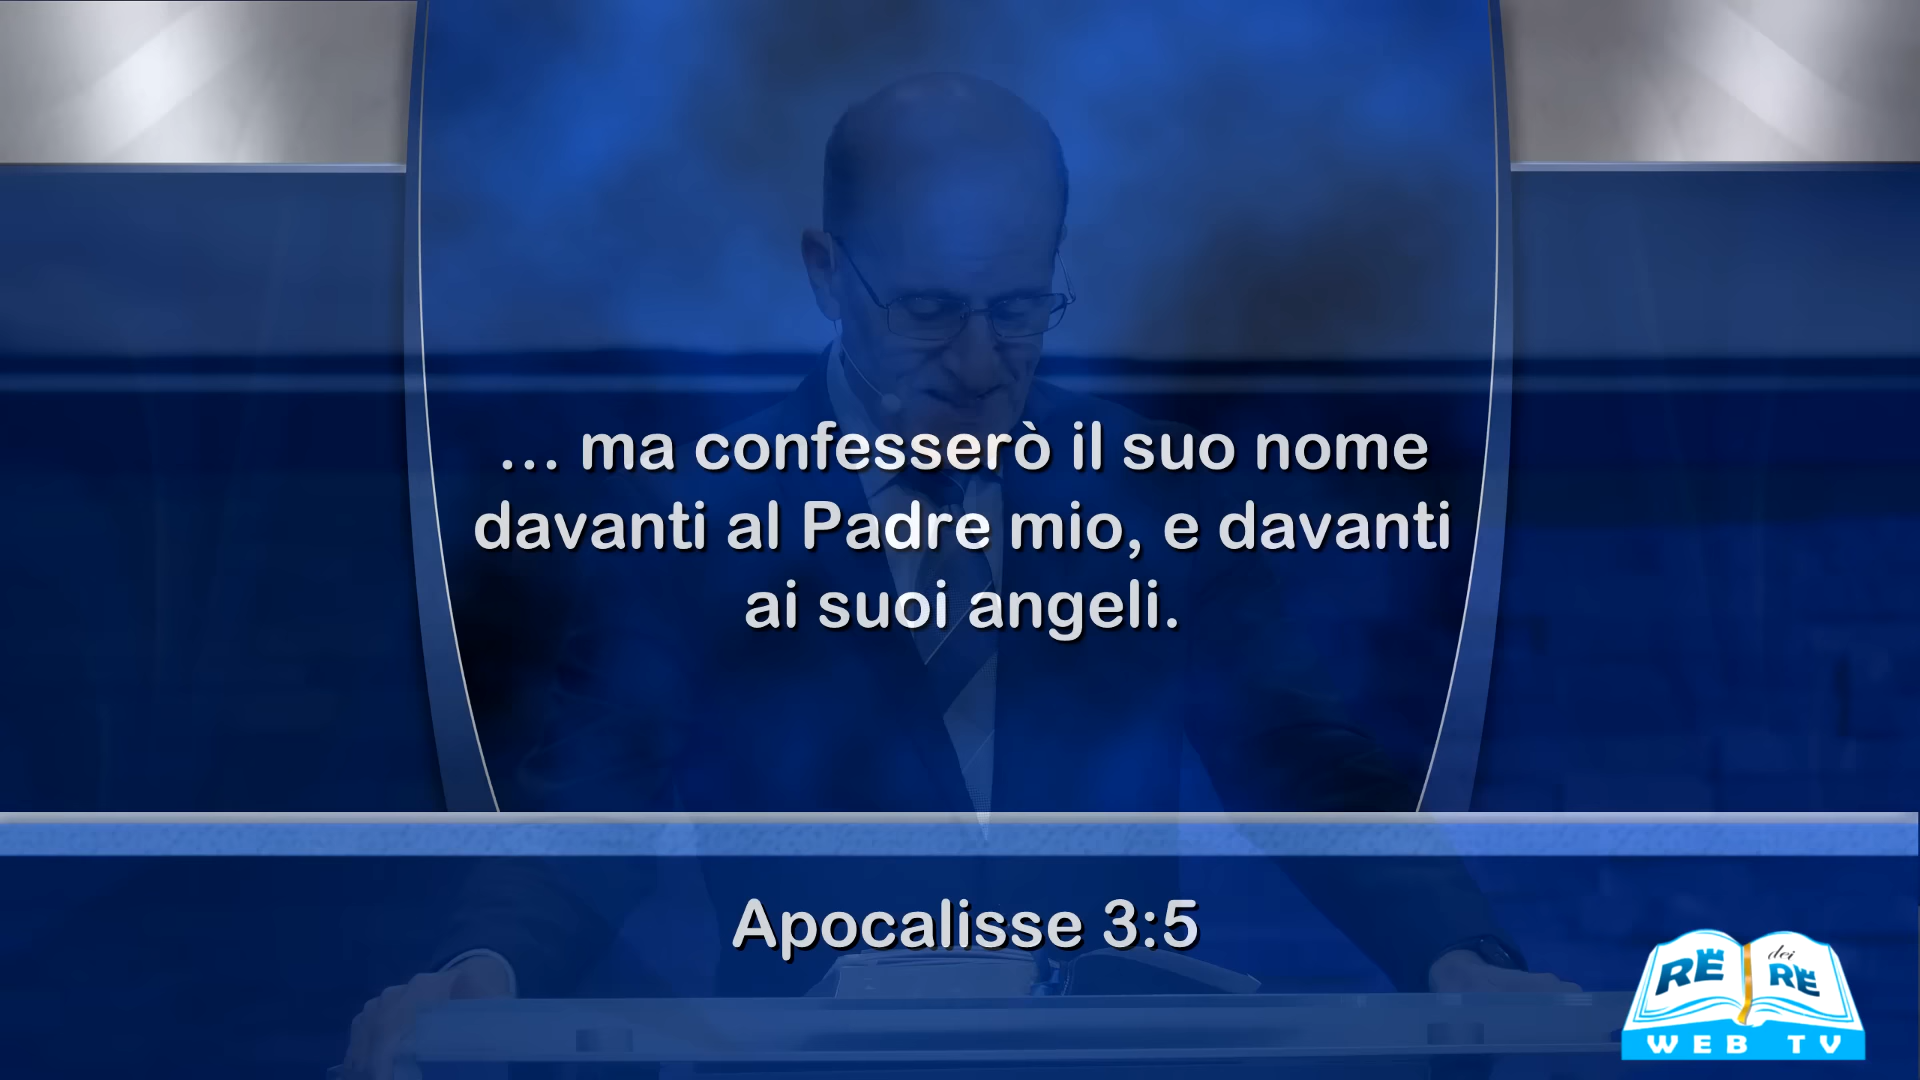 ... ma confesserò il suo nome
davanti al Padre mio, e davanti
ai suoi angeli.
Apocalisse 3:5
RE dei RE
WEB TV